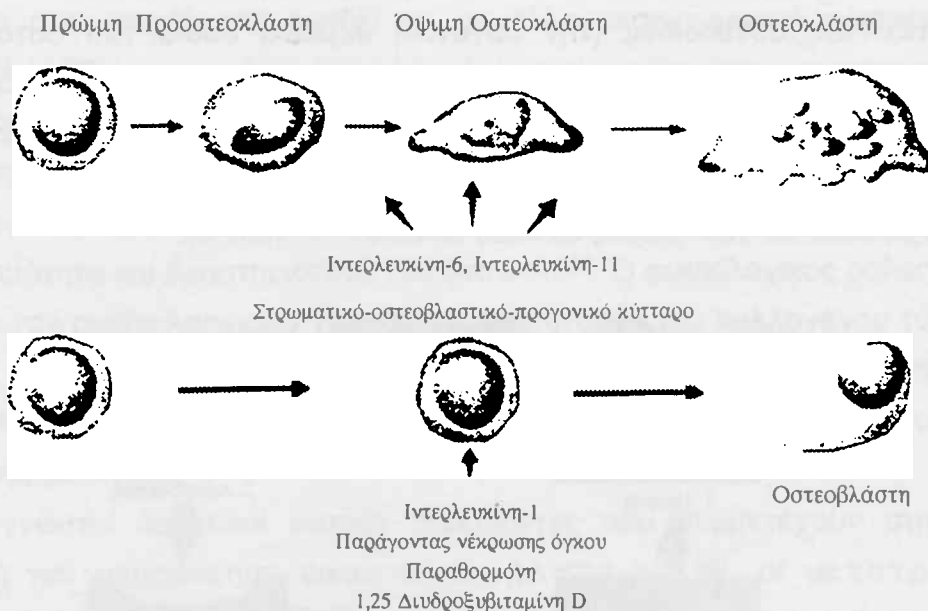 Πρώιμη Προοστεοκλάστη Όψιμη Οστεοκλάστη Οστεοκλάστη
Ιντερλευκίνη-6, Ιντερλευκίνη-11
Στρωματικό-οστεοβλαστικό-προγονικό κύτταρο
Οστεοβλάστη
Ιντερλευκίνη-1
Παράγοντας νέκρωσης όγκου
Παραθορμόνη
1,25 Διυδροξυβιταμίνη D